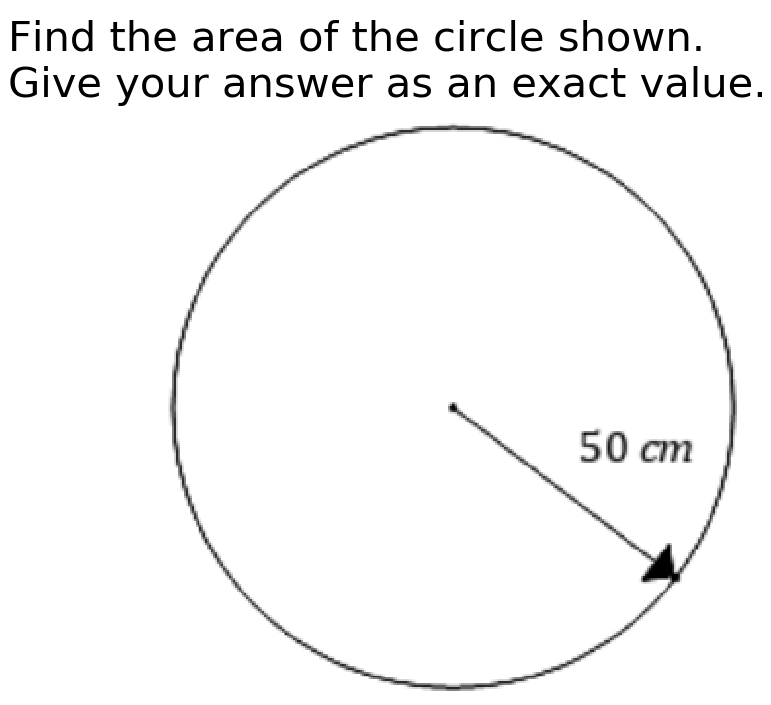 Find the area of the circle shown.
Give your answer as an exact value.
50 cm